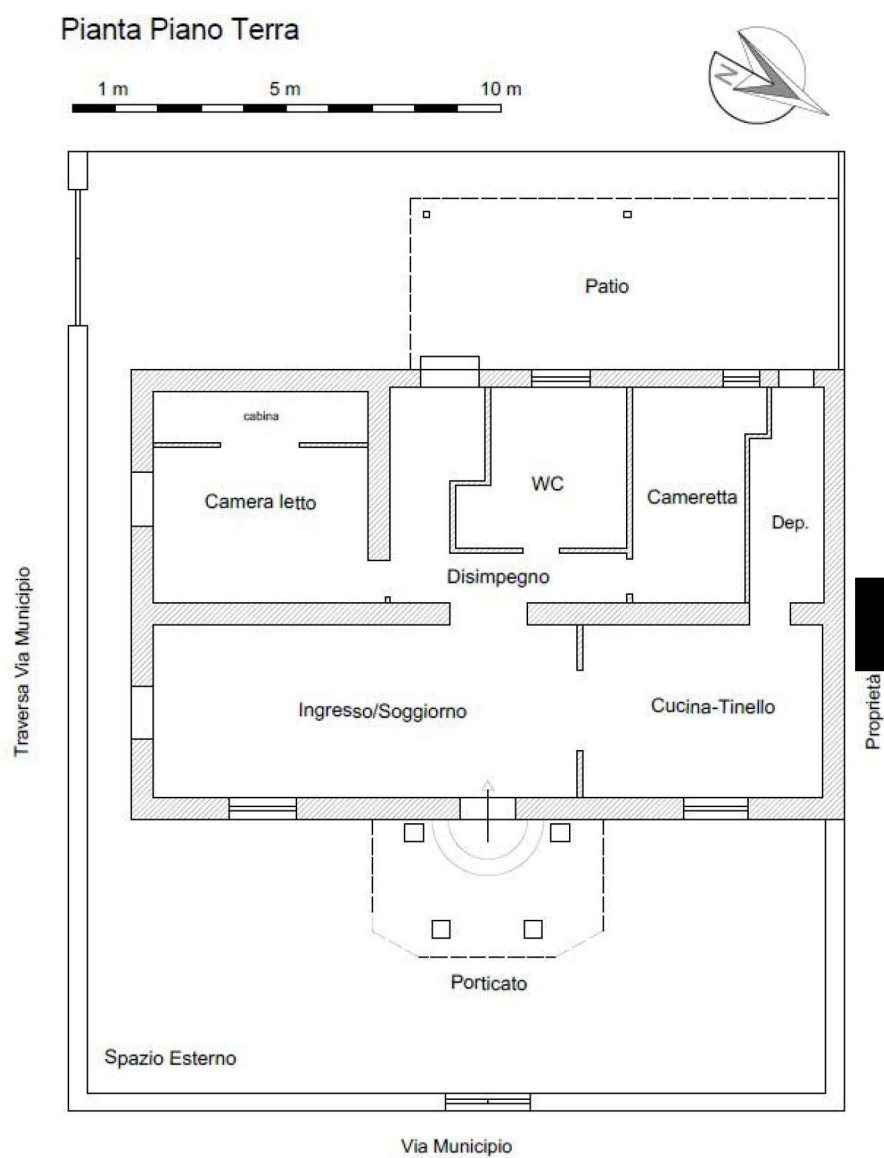 Pianta Piano Terra
1 m 5 m 10 m
N
Patio
cabina
Camera letto
WC
Cameretta
Dep.
Disimpegno
Traversa Via Municipio
Ingresso/Soggiorno
Cucina-Tinello
Proprietà
Porticato
Spazio Esterno
Via Municipio